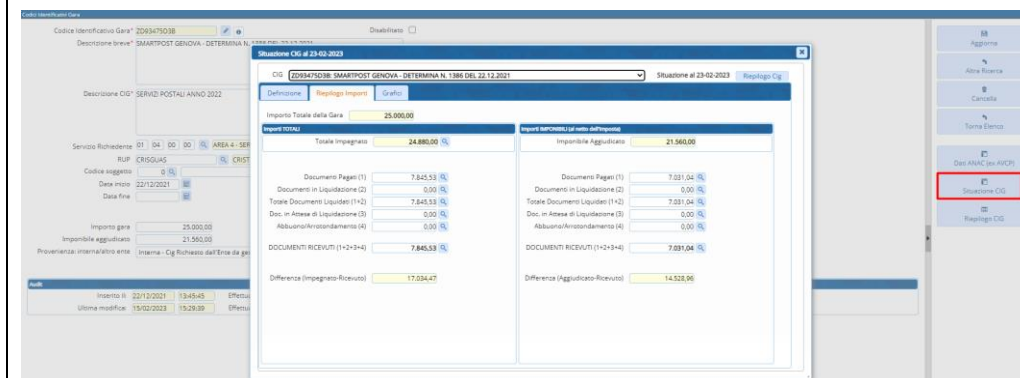 Codici Identificativi Gara
Codice Identificativo Gara* ZD93475D3B Disabilitato
Descrizione breve* SMARTPOST GENOVA - DETERMINA N. 1386 DEL 22.12.2021
Descrizione CIG* SERVIZI POSTALI ANNO 2022
Servizio Richiedente 01 04 00 00 AREA 4 - SER
RUP CRISGUAS CRIST
Codice soggetto 0
Data inizio 22/12/2021
Data fine
Importo gara 25.000,00
Imponibile aggiudicato 21.560,00
Provenienza: interna/altro ente Interna - Cig Richiesto dall'Ente da ge
Audit
Inserito il: 22/12/2021 13:45:45 Effettu
Ultima modifica: 15/02/2023 15:29:39 Effettu
Situazione CIG al 23-02-2023
CIG ZD93475D3B: SMARTPOST GENOVA - DETERMINA N. 1386 DEL 22.12.2021 Situazione al 23-02-2023 Riepilogo Cig
Definizione Riepilogo Importi Grafici
Importo Totale della Gara 25.000,00
Importi TOTALI
Totale Impegnato 24.880,00
Documenti Pagati (1) 7.845,53
Documenti in Liquidazione (2) 0,00
Totale Documenti Liquidati (1+2) 7.845,53
Doc. in Attesa di Liquidazione (3) 0,00
Abbuono/Arrotondamento (4) 0,00
DOCUMENTI RICEVUTI (1+2+3+4) 7.845,53
Differenza (Impegnato-Ricevuto) 17.034,47
Importi IMPONIBILI (al netto dell'imposta)
Imponibile Aggiudicato 21.560,00
Documenti Pagati (1) 7.031,04
Documenti in Liquidazione (2) 0,00
Totale Documenti Liquidati (1+2) 7.031,04
Doc. in Attesa di Liquidazione (3) 0,00
Abbuono/Arrotondamento (4) 0,00
DOCUMENTI RICEVUTI (1+2+3+4) 7.031,04
Differenza (Aggiudicato-Ricevuto) 14.528,96
Aggiorna
Altra Ricerca
Cancella
Torna Elenco
Dati ANAC (ex AVCP)
Situazione CIG
Riepilogo CIG